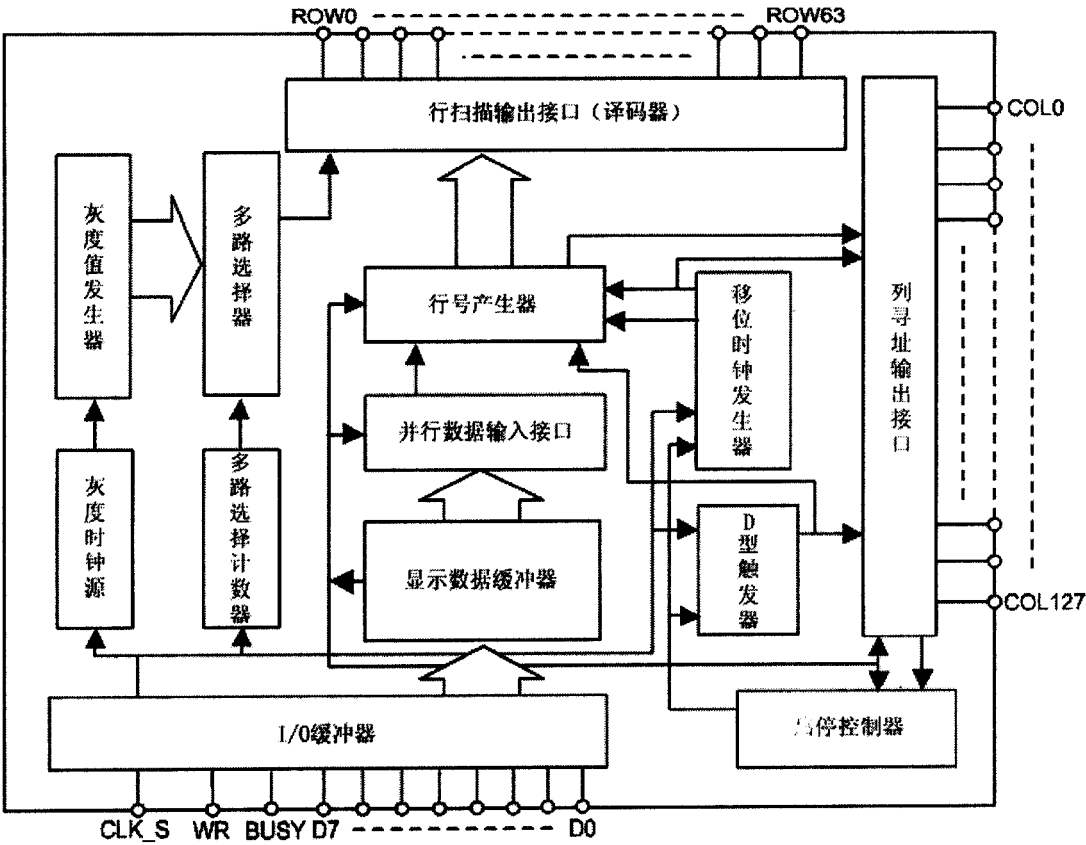 ROW0
ROW63
行扫描输出接口（译码器）
COL0
灰度值发生器
多路选择器
行号产生器
移位时钟发生器
列寻址输出接口
并行数据输入接口
灰度时钟源
多路选择计数器
显示数据缓冲器
D型触发器
COL127
I/O缓冲器
停控制器
CLK_S
WR
BUSY
D7
D0